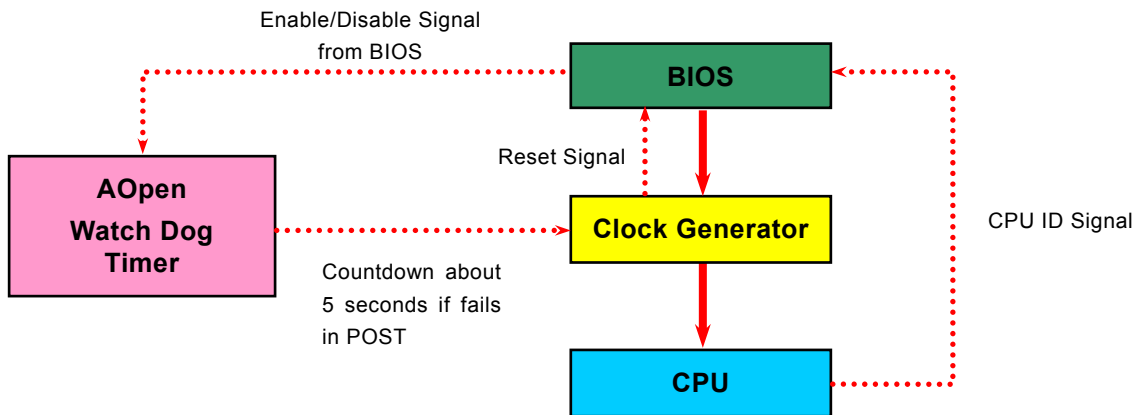 Enable/Disable Signal
from BIOS
BIOS
Reset Signal
AOpen
Watch Dog
Timer
Clock Generator
CPU ID Signal
Countdown about
5 seconds if fails
in POST
CPU